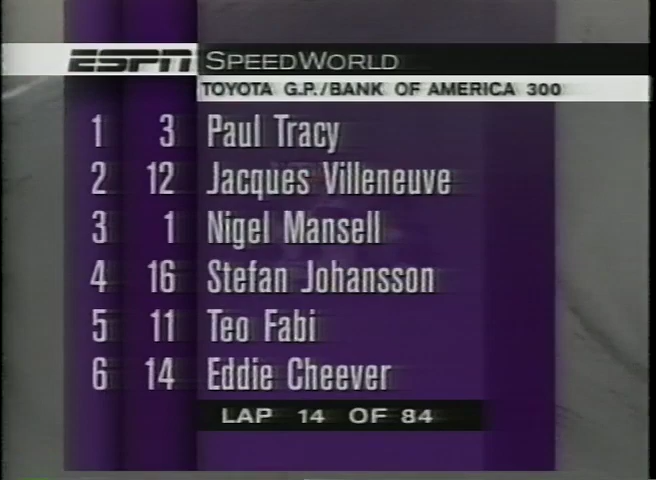 ESPN SPEEDWORLD
TOYOTA G.P./BANK OF AMERICA 300
1 3 Paul Tracy
2 12 Jacques Villeneuve
3 1 Nigel Mansell
4 16 Stefan Johansson
5 11 Teo Fabi
6 14 Eddie Cheever
LAP 14 OF 84